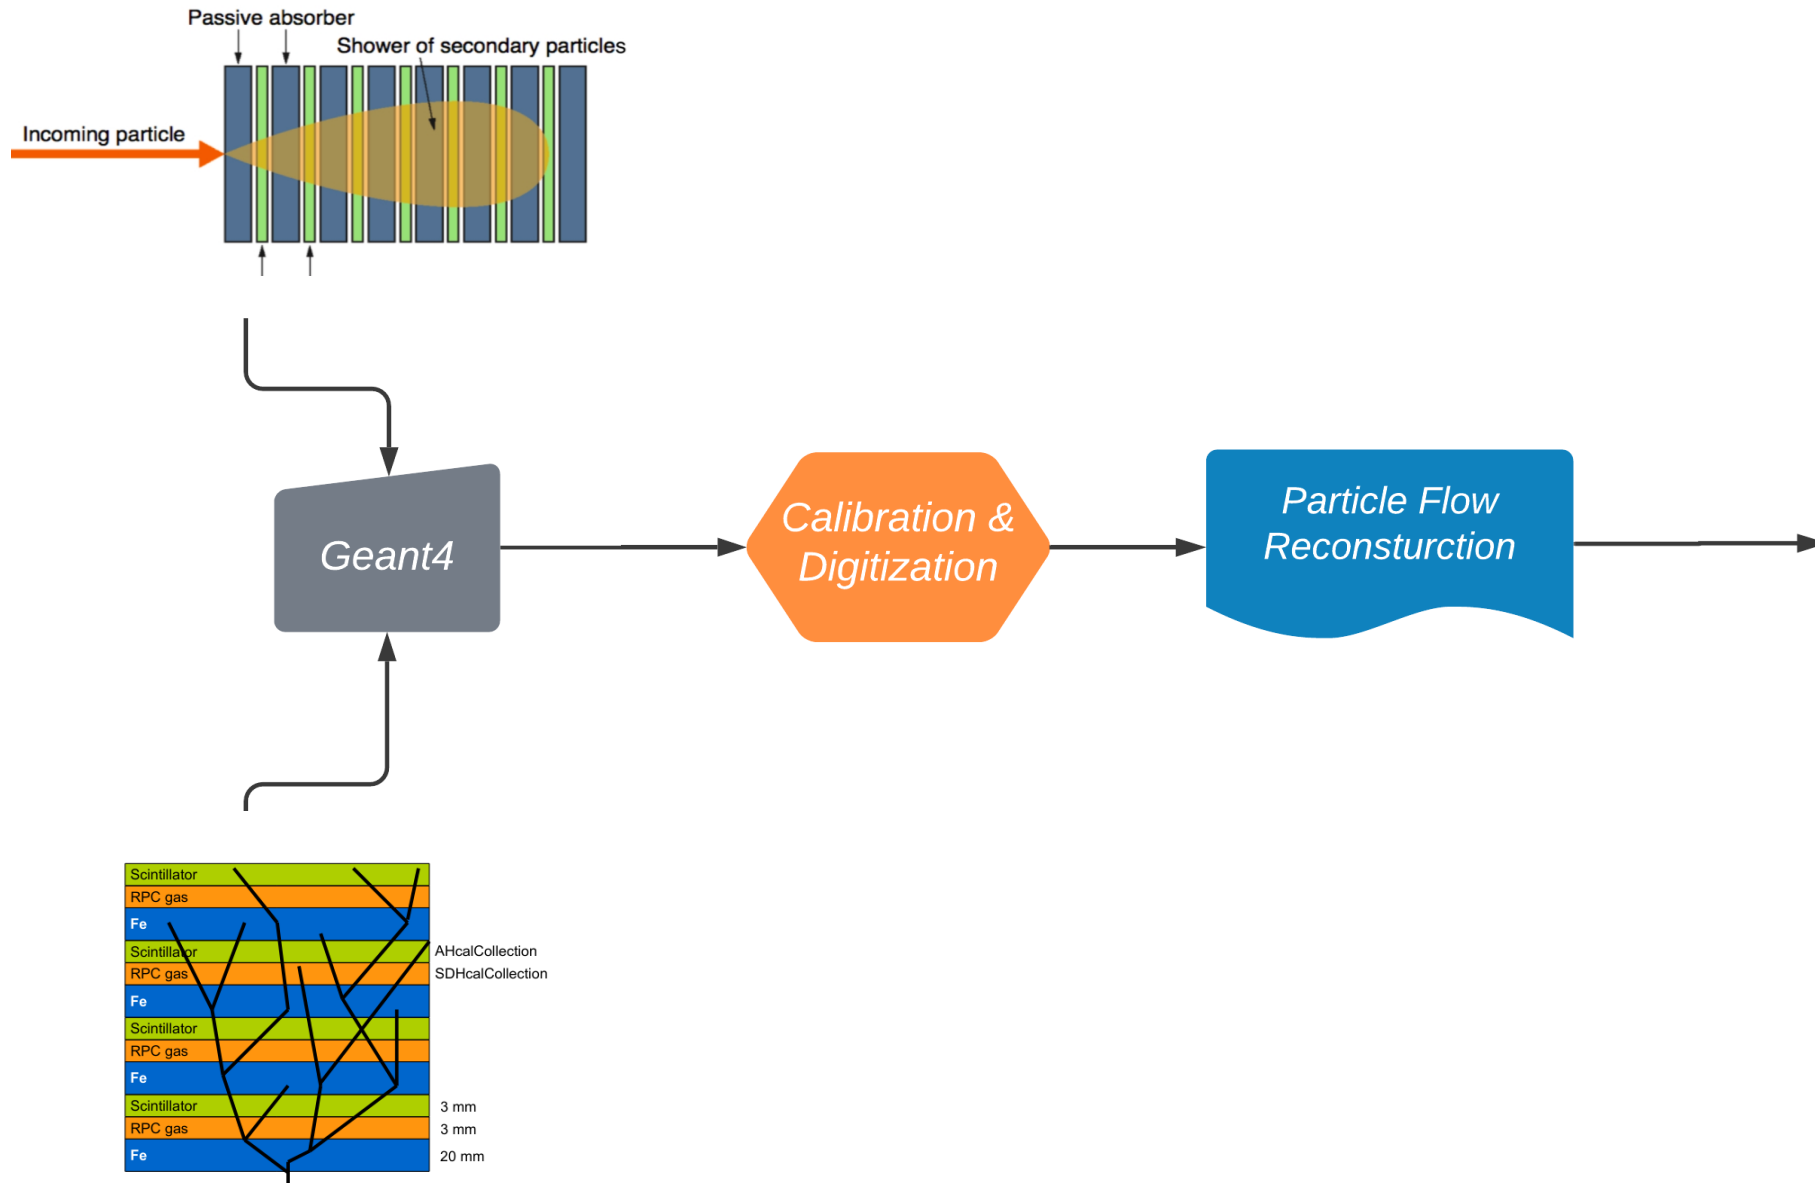 Passive absorber
Shower of secondary particles
Incoming particle
Geant4
Calibration &
Digitization
Particle Flow
Reconsturction
Scintillator
RPC gas
Fe
Scintillator
AHcalCollection
RPC gas
SDHcalCollection
Fe
Scintillator
RPC gas
Fe
Scintillator
3 mm
RPC gas
3 mm
Fe
20 mm